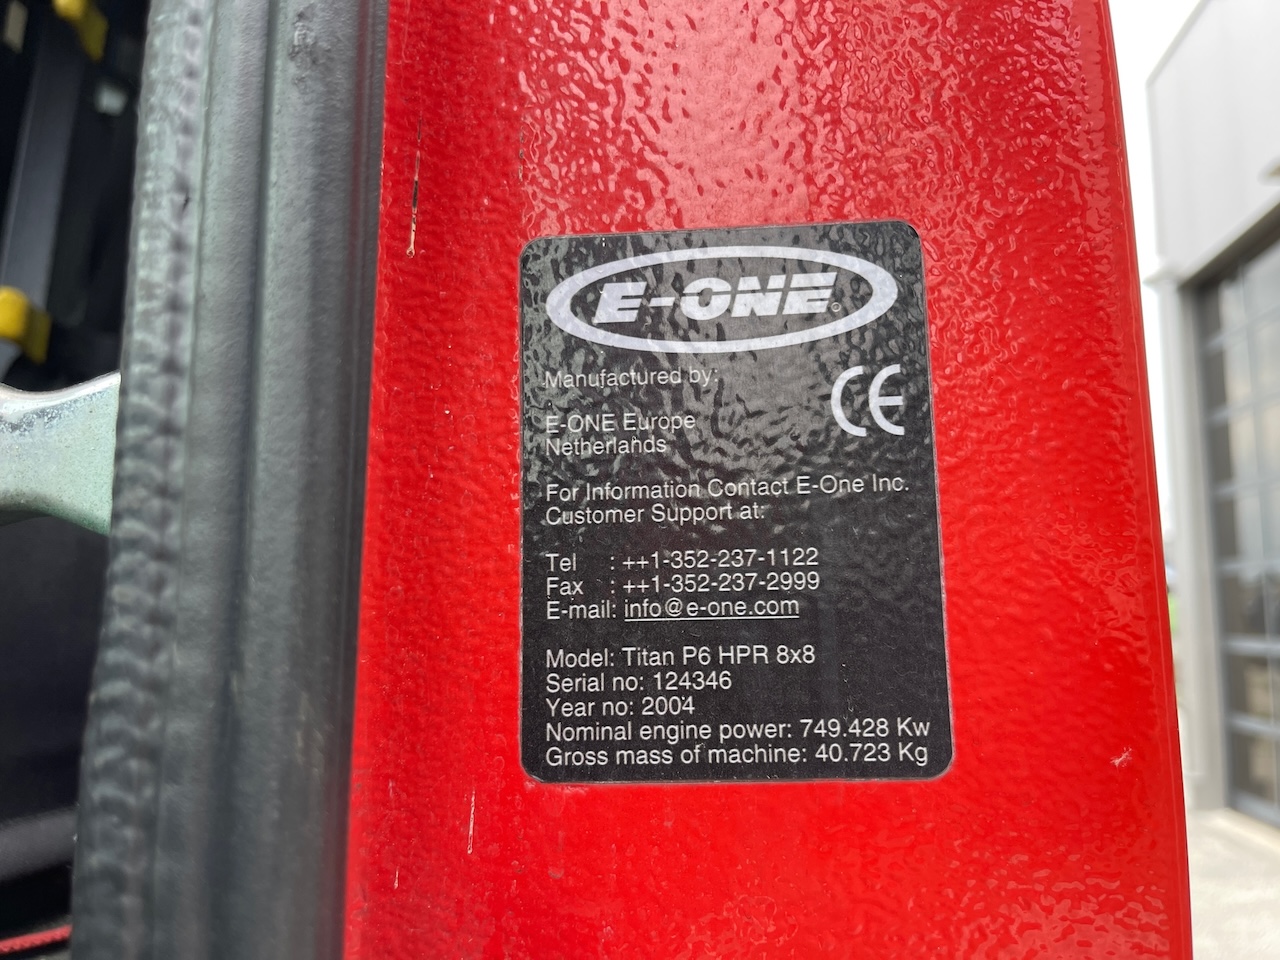 E-ONE
Manufactured by:
CE
E-ONE Europe
Netherlands
For Information Contact E-One Inc.
Customer Support at:
Tel : ++1-352-237-1122
Fax : ++1-352-237-2999
E-mail: info@e-one.com
Model: Titan P6 HPR 8x8
Serial no: 124346
Year no: 2004
Nominal engine power: 749.428 Kw
Gross mass of machine: 40.723 Kg